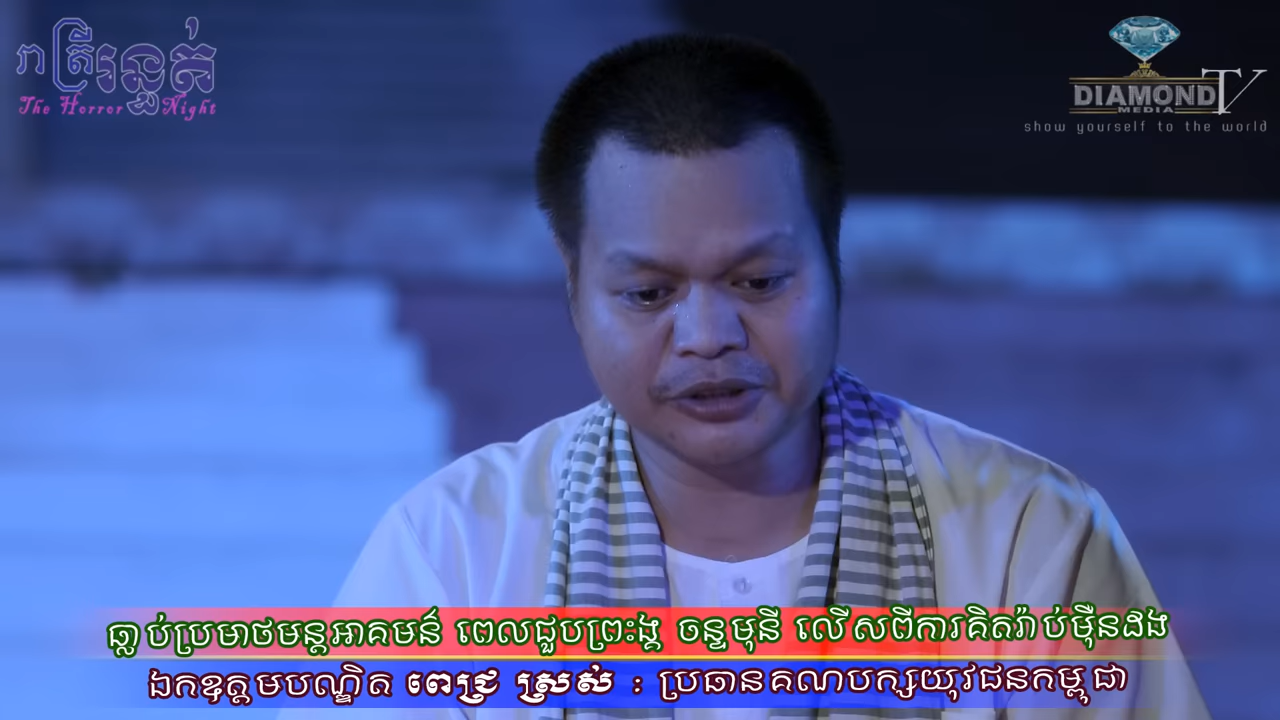 រាត្រីរន្ធត់
The Horror Night
DIAMOND TV
MEDIA
show yourself to the world
ធ្លាប់ប្រមាថមន្តអាគមន៍ ពេលជួបព្រះអង្គ ចន្ទមុនី លើសពីការគិតរ៉ាប់ម៉ឺនដង
ឯកឧត្តមបណ្ឌិត ពេជ្រ ស្រស់ : ប្រធានគណបក្សយុវជនកម្ពុជា